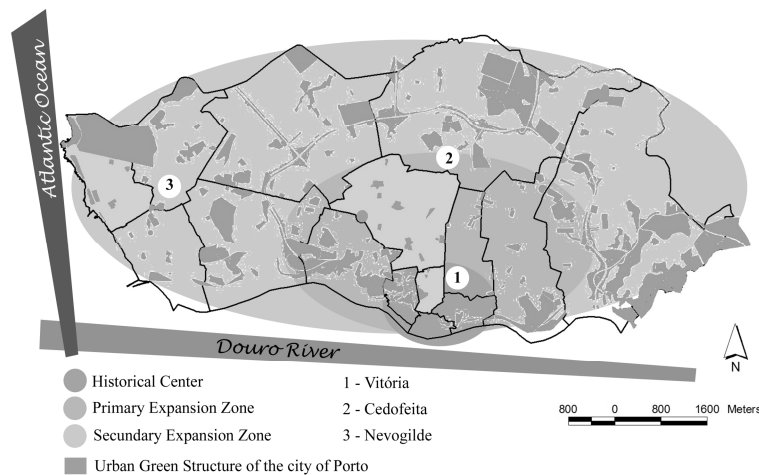 Atlantic Ocean
2
3
1
Douro River
N
Historical Center
Primary Expansion Zone
Secundary Expansion Zone
Urban Green Structure of the city of Porto
1 - Vitória
2 - Cedofeita
3 - Nevogilde
800 0 800 1600 Meters